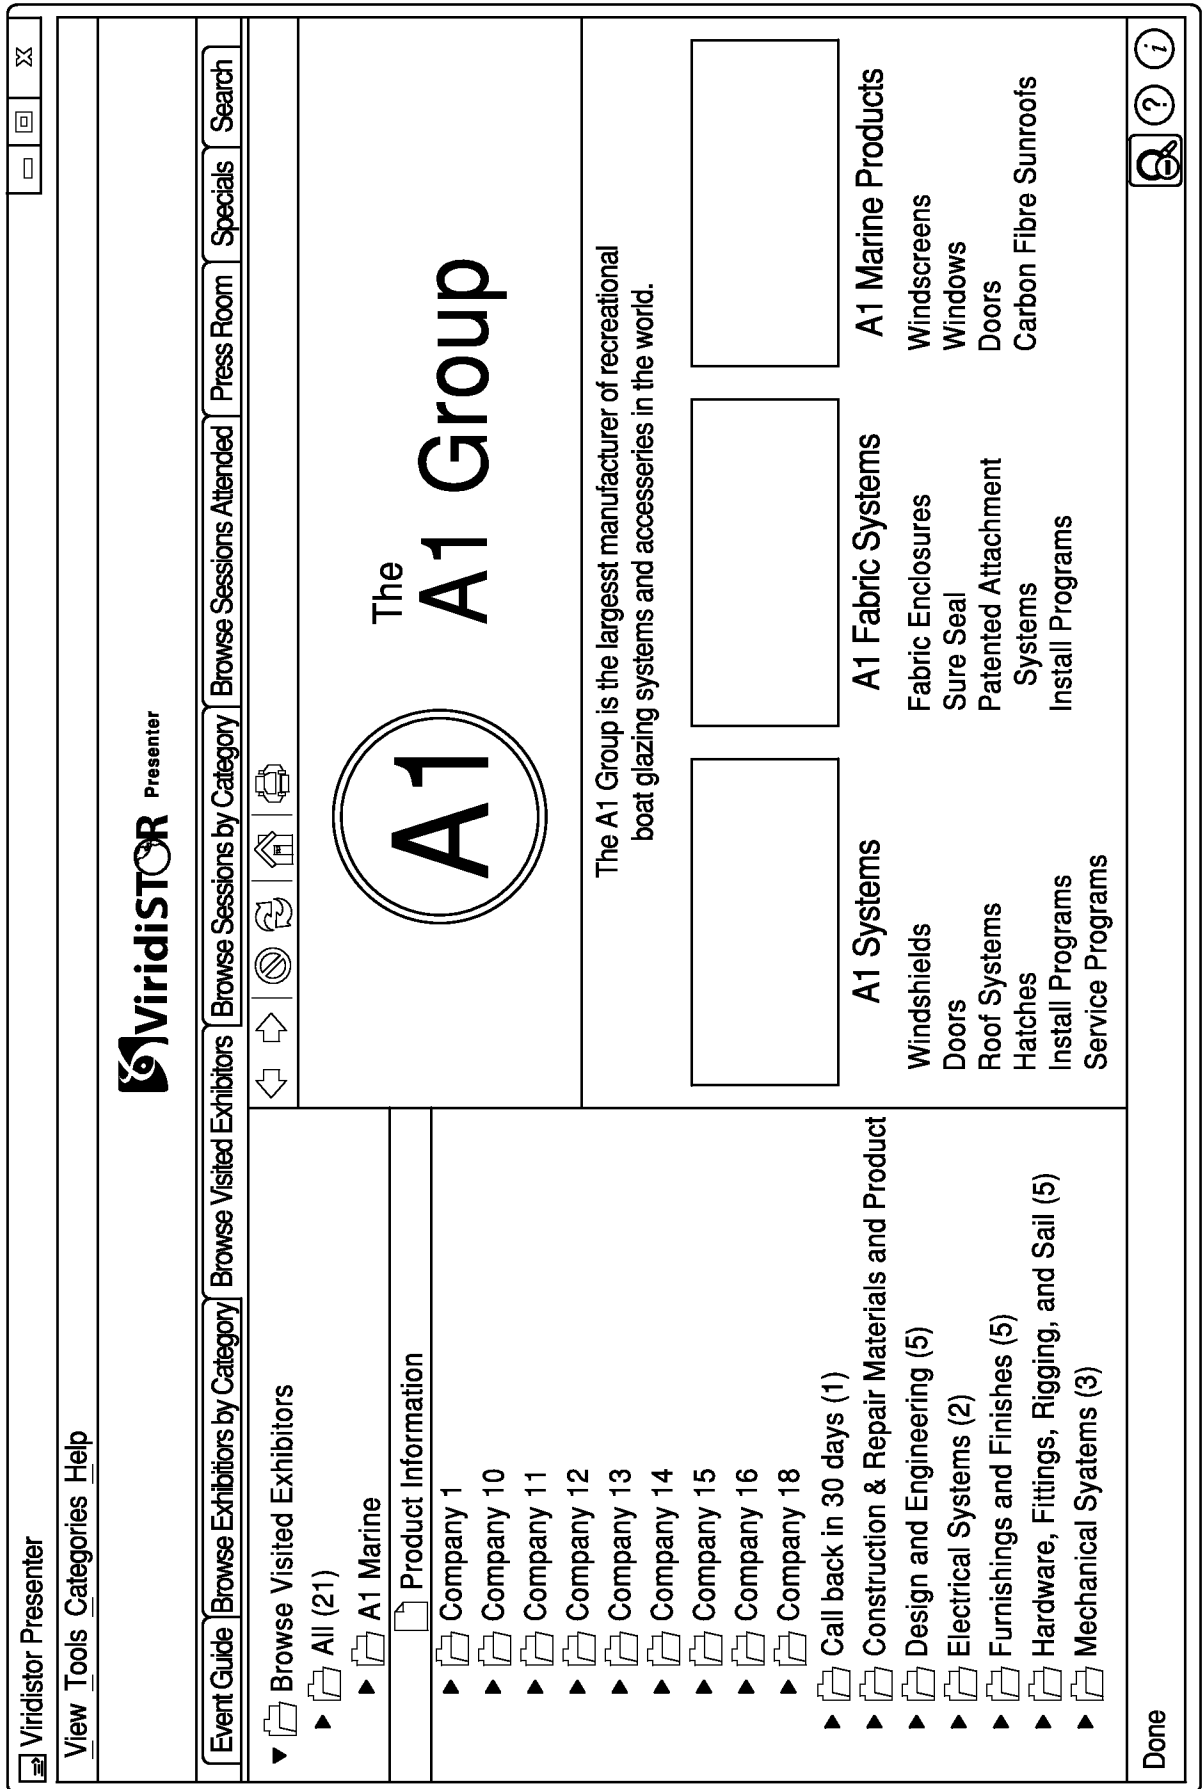 Viridistor Presenter
View Tools Categories Help
ViridiSTOR Presenter
Event Guide Browse Exhibitors by Category Browse Visited Exhibitors Browse Sessions by Category Browse Sessions Attended Press Room Specials Search
Browse Visited Exhibitors
All (21)
A1 Marine
Product Information
Company 1
Company 10
Company 11
Company 12
Company 13
Company 14
Company 15
Company 16
Company 18
Call back in 30 days (1)
Construction & Repair Materials and Product
Design and Engineering (5)
Electrical Systems (2)
Furnishings and Finishes (5)
Hardware, Fittings, Rigging, and Sail (5)
Mechanical Syatems (3)
A1
The
A1 Group
The A1 Group is the largesst manufacturer of recreational
boat glazing systems and accesseries in the world.
A1 Systems
Windshields
Doors
Roof Systems
Hatches
Install Programs
Service Programs
A1 Fabric Systems
Fabric Enclosures
Sure Seal
Patented Attachment
Systems
Install Programs
A1 Marine Products
Windscreens
Windows
Doors
Carbon Fibre Sunroofs
Done
? i